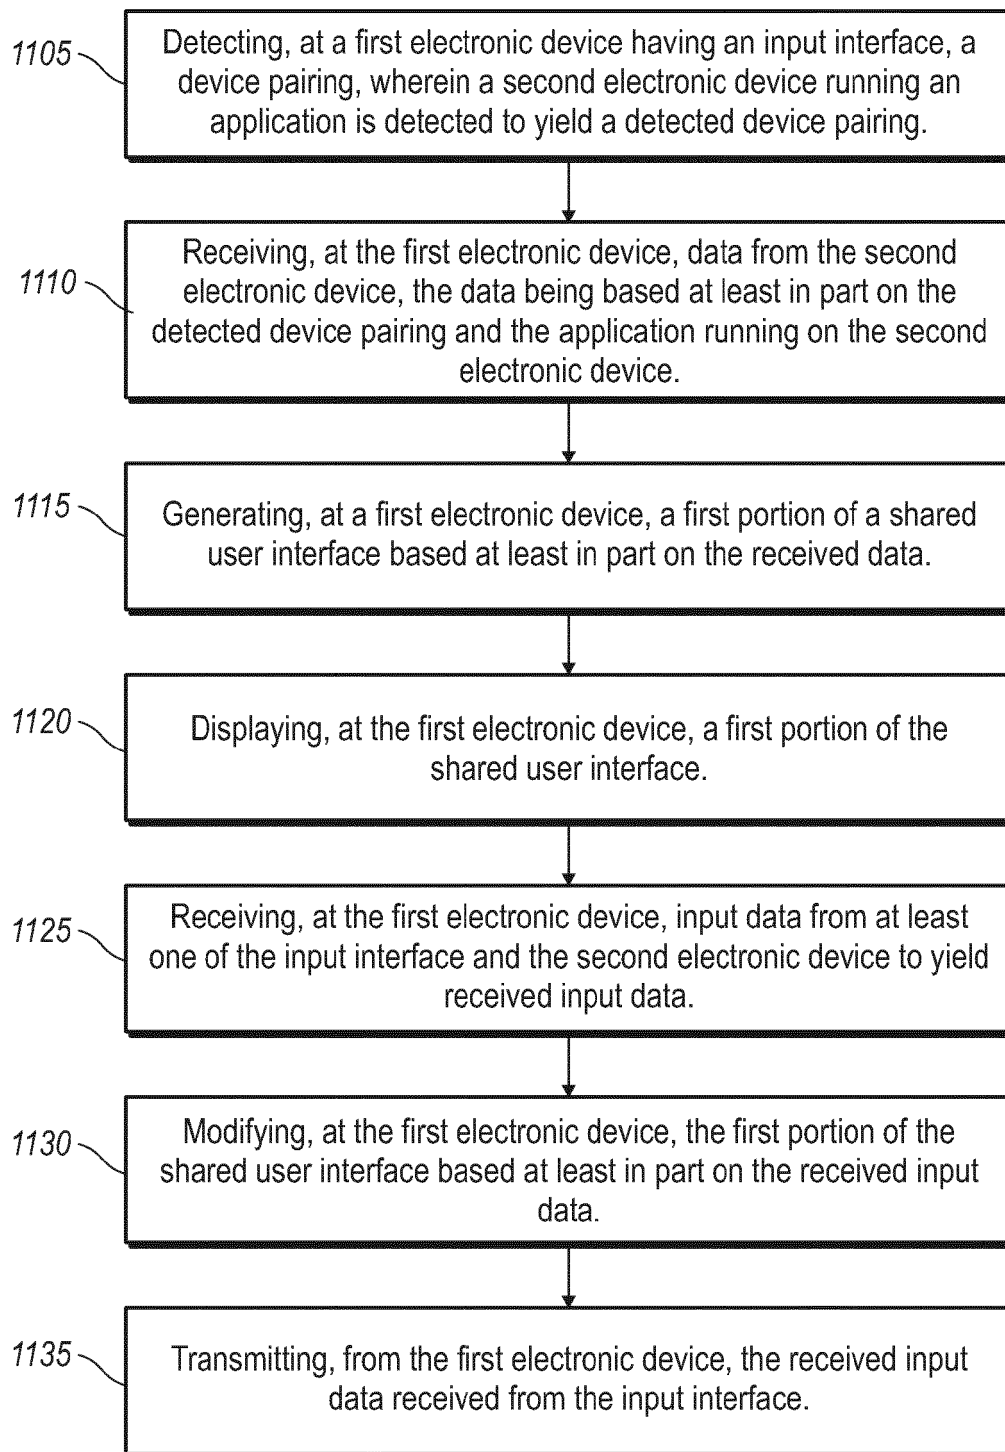 1105
Detecting, at a first electronic device having an input interface, a
device pairing, wherein a second electronic device running an
application is detected to yield a detected device pairing.
1110
Receiving, at the first electronic device, data from the second
electronic device, the data being based at least in part on the
detected device pairing and the application running on the second
electronic device.
1115
Generating, at a first electronic device, a first portion of a shared
user interface based at least in part on the received data.
1120
Displaying, at the first electronic device, a first portion of the
shared user interface.
1125
Receiving, at the first electronic device, input data from at least
one of the input interface and the second electronic device to yield
received input data.
1130
Modifying, at the first electronic device, the first portion of the
shared user interface based at least in part on the received input
data.
1135
Transmitting, from the first electronic device, the received input
data received from the input interface.